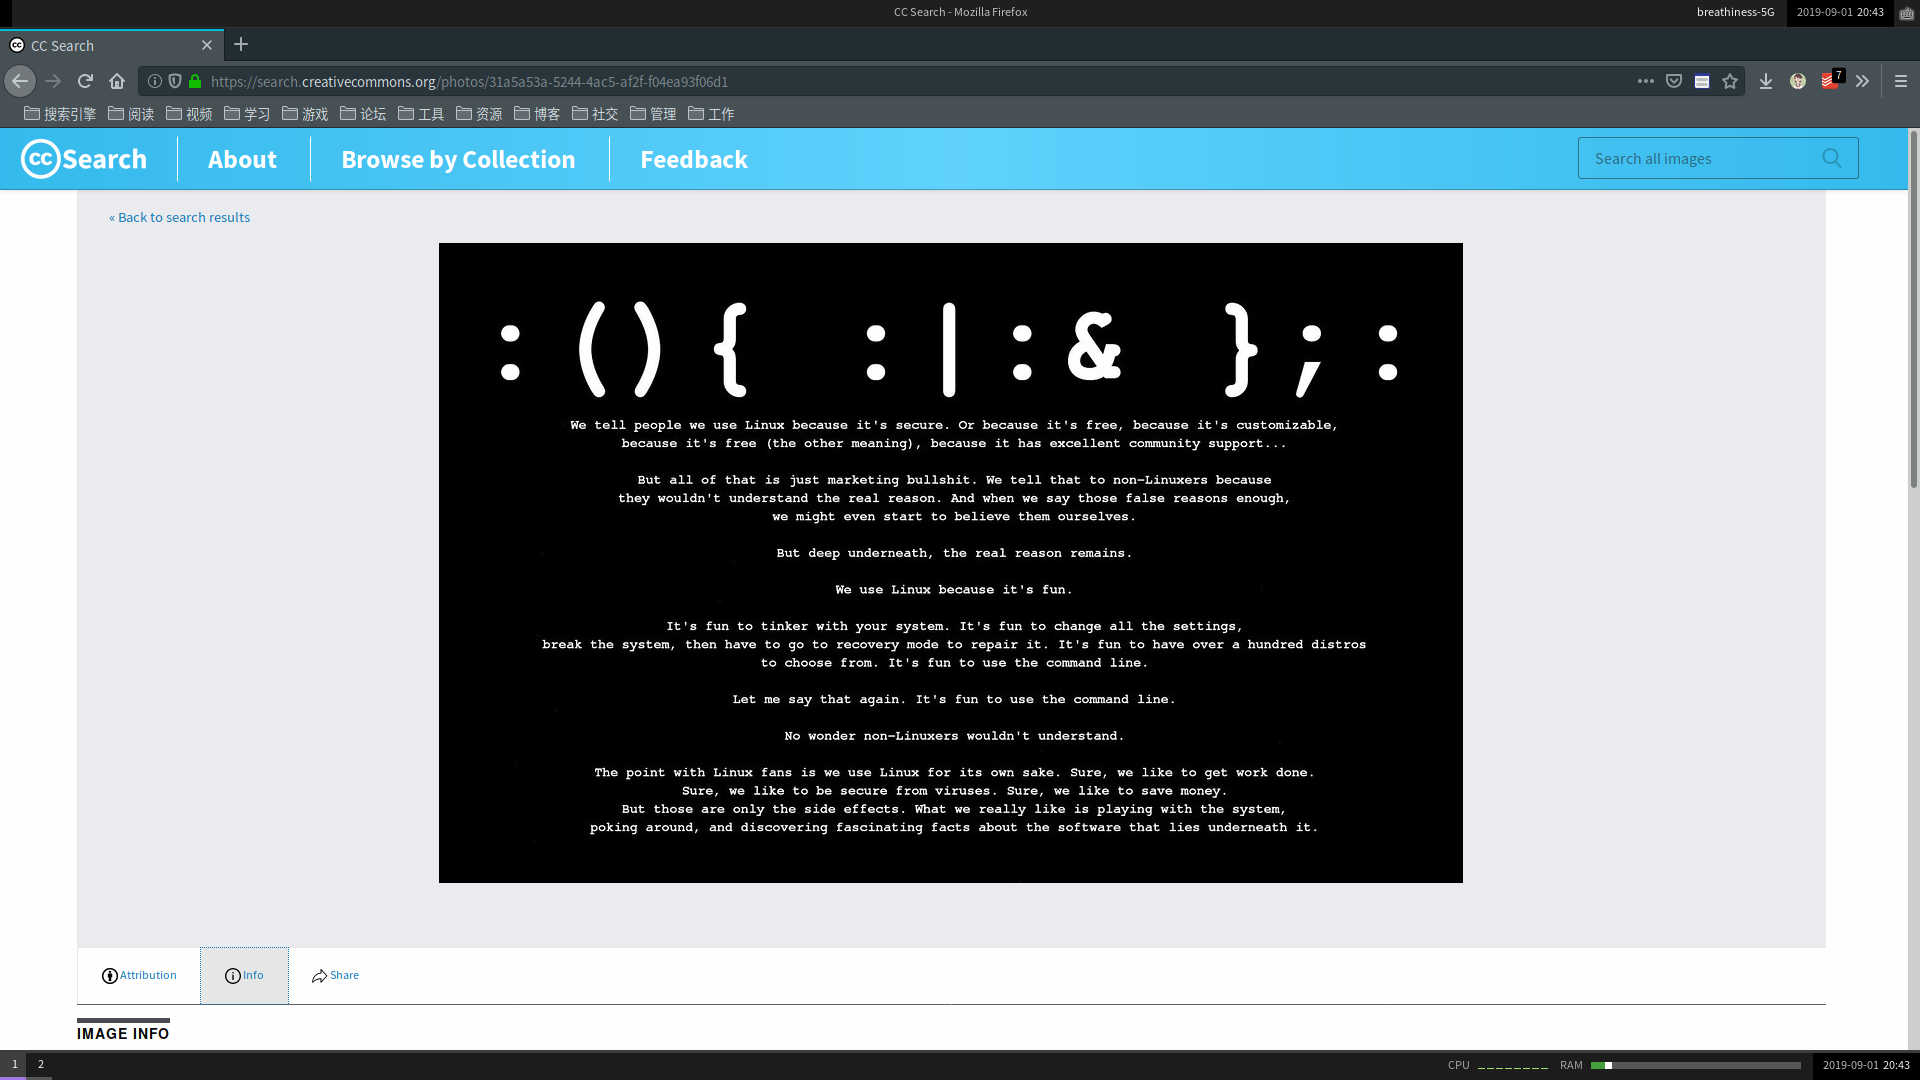 CC Search - Mozilla Firefox
breathiness-5G
2019-09-01 20:43
CC Search
https://search.creativecommons.org/photos/31a5a53a-5244-4ac5-af2f-f04ea93f06d1
7
搜索引擎 阅读 视频 学习 游戏 论坛 工具 资源 博客 社交 管理 工作
cc Search About Browse by Collection Feedback Search all images
« Back to search results
:(){ :|:& };:
We tell people we use Linux because it's secure. Or because it's free, because it's customizable,
because it's free (the other meaning), because it has excellent community support...
But all of that is just marketing bullshit. We tell that to non-Linuxers because
they wouldn't understand the real reason. And when we say those false reasons enough,
we might even start to believe them ourselves.
But deep underneath, the real reason remains.
We use Linux because it's fun.
It's fun to tinker with your system. It's fun to change all the settings,
break the system, then have to go to recovery mode to repair it. It's fun to have over a hundred distros
to choose from. It's fun to use the command line.
Let me say that again. It's fun to use the command line.
No wonder non-Linuxers wouldn't understand.
The point with Linux fans is we use Linux for its own sake. Sure, we like to get work done.
Sure, we like to be secure from viruses. Sure, we like to save money.
But those are only the side effects. What we really like is playing with the system,
poking around, and discovering fascinating facts about the software that lies underneath it.
Attribution Info Share
IMAGE INFO
1 2 CPU RAM 2019-09-01 20:43